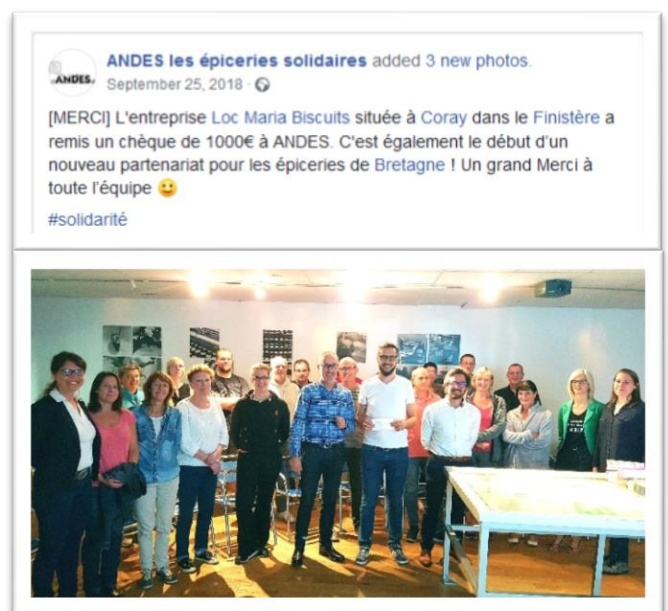 ANDES les épiceries solidaires added 3 new photos.
ANDES
September 25, 2018 ·
[MERCI] L'entreprise Loc Maria Biscuits située à Coray dans le Finistère a
remis un chèque de 1000€ à ANDES. C'est également le début d'un
nouveau partenariat pour les épiceries de Bretagne ! Un grand Merci à
toute l'équipe 🙂
#solidarité